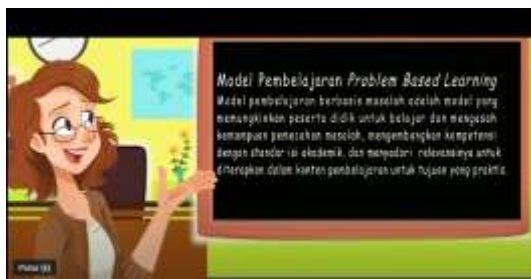 Model Pembelajaran Problem Based Learning
Model pembelajaran berbasis masalah adalah model yang
memungkinkan peserta didik untuk belajar dan mengasah
kemampuan pemecahan masalah, mengembangkan kompetensi
dengan standar isi akademik, dan menyadari relevansinya untuk
diterapkan dalam konten pembelajaran untuk tujuan yang praktis.